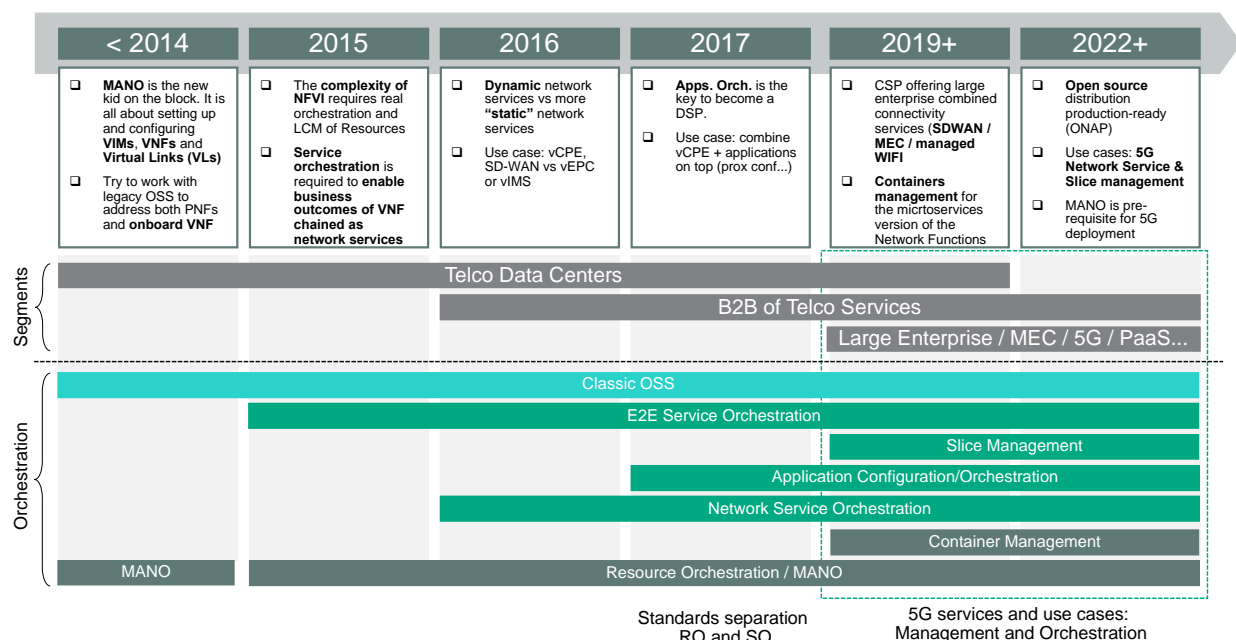 < 2014
2015
2016
2017
2019+
2022+
❑ MANO is the new
kid on the block. It is
all about setting up
and configuring
VIMs, VNFs and
Virtual Links (VLs)
❑ Try to work with
legacy OSS to
address both PNFs
and onboard VNF
❑ The complexity of
NFVI requires real
orchestration and
LCM of Resources
❑ Service
orchestration is
required to enable
business
outcomes of VNF
chained as
network services
❑ Dynamic network
services vs more
“static” network
services
❑ Use case: vCPE,
SD-WAN vs vEPC
or vIMS
❑ Apps. Orch. is the
key to become a
DSP.
❑ Use case: combine
vCPE + applications
on top (prox conf...)
❑ CSP offering large
enterprise combined
connectivity
services (SDWAN /
MEC / managed
WIFI
❑ Containers
management for
the mictroservices
version of the
Network Functions
❑ Open source
distribution
production-ready
(ONAP)
❑ Use cases: 5G
Network Service &
Slice management
❑ MANO is pre-
requisite for 5G
deployment
Segments
Telco Data Centers
B2B of Telco Services
Large Enterprise / MEC / 5G / PaaS...
Orchestration
Classic OSS
E2E Service Orchestration
Slice Management
Application Configuration/Orchestration
Network Service Orchestration
Container Management
MANO
Resource Orchestration / MANO
Standards separation
RO and SO
5G services and use cases:
Management and Orchestration